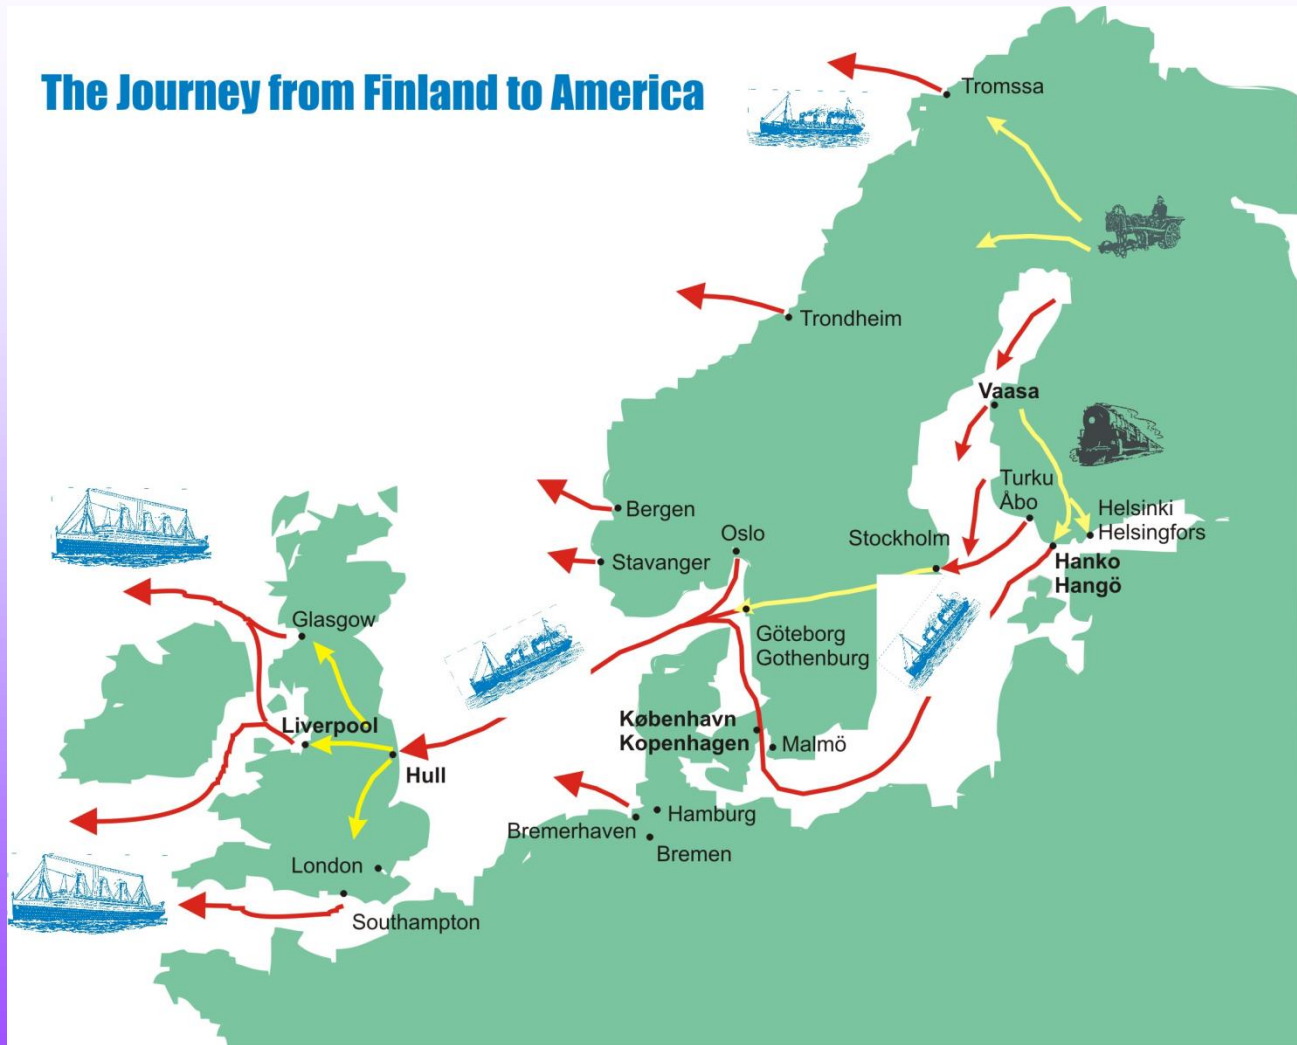 The Journey from Finland to America
Tromssa
Trondheim
Vaasa
Turku
Åbo
Helsinki
Helsingfors
Hanko
Hangö
Stockholm
Bergen
Oslo
Stavanger
Göteborg
Gothenburg
Glasgow
København
Kopenhagen
Malmö
Liverpool
Hull
Hamburg
Bremerhaven
Bremen
London
Southampton